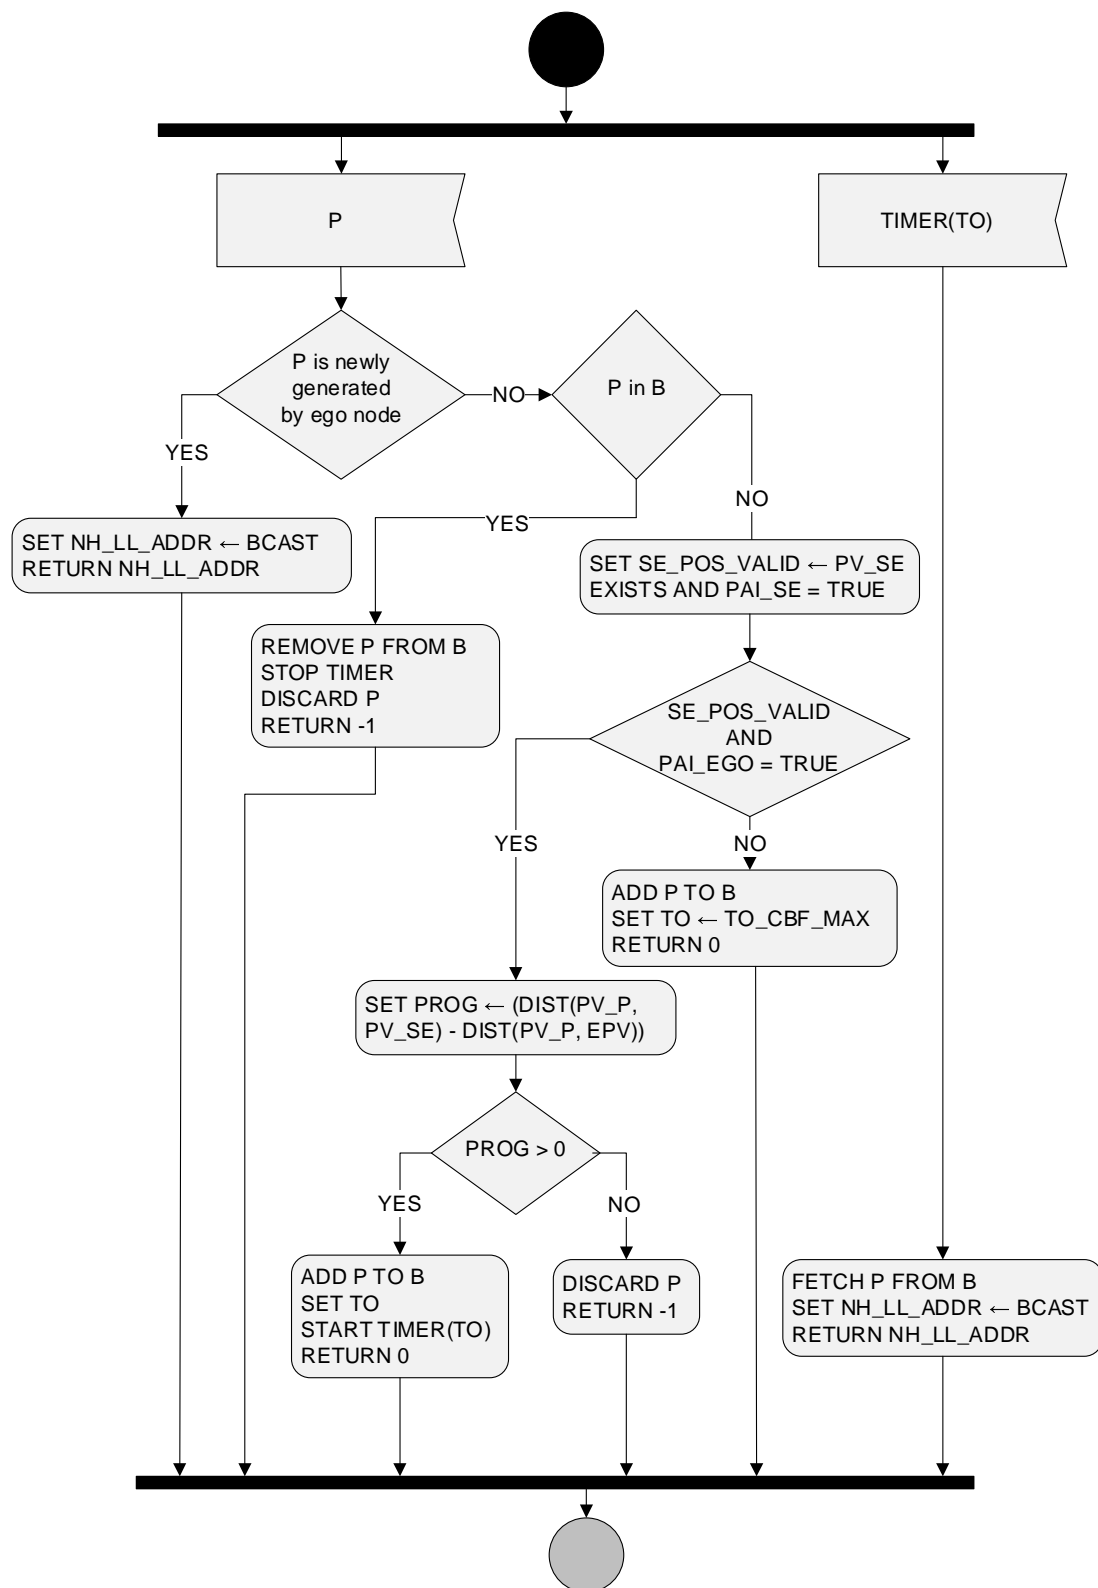 P
TIMER(TO)
P is newly
generated
by ego node
NO
P in B
YES
NO
YES
SET NH_LL_ADDR ← BCAST
RETURN NH_LL_ADDR
SET SE_POS_VALID ← PV_SE
EXISTS AND PAI_SE = TRUE
REMOVE P FROM B
STOP TIMER
DISCARD P
RETURN -1
SE_POS_VALID
AND
PAI_EGO = TRUE
YES
NO
ADD P TO B
SET TO ← TO_CBF_MAX
RETURN 0
SET PROG ← (DIST(PV_P,
PV_SE) - DIST(PV_P, EPV))
PROG > 0
YES
NO
ADD P TO B
SET TO
START TIMER(TO)
RETURN 0
DISCARD P
RETURN -1
FETCH P FROM B
SET NH_LL_ADDR ← BCAST
RETURN NH_LL_ADDR